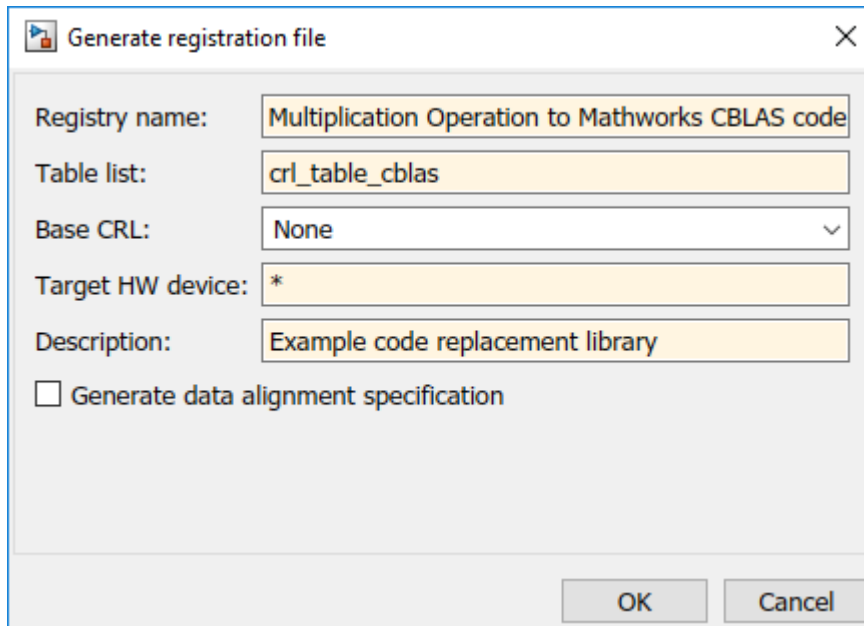 Generate registration file
Registry name: Multiplication Operation to Mathworks CBLAS code
Table list: crl_table_cblas
Base CRL: None
Target HW device: *
Description: Example code replacement library
Generate data alignment specification
OK Cancel